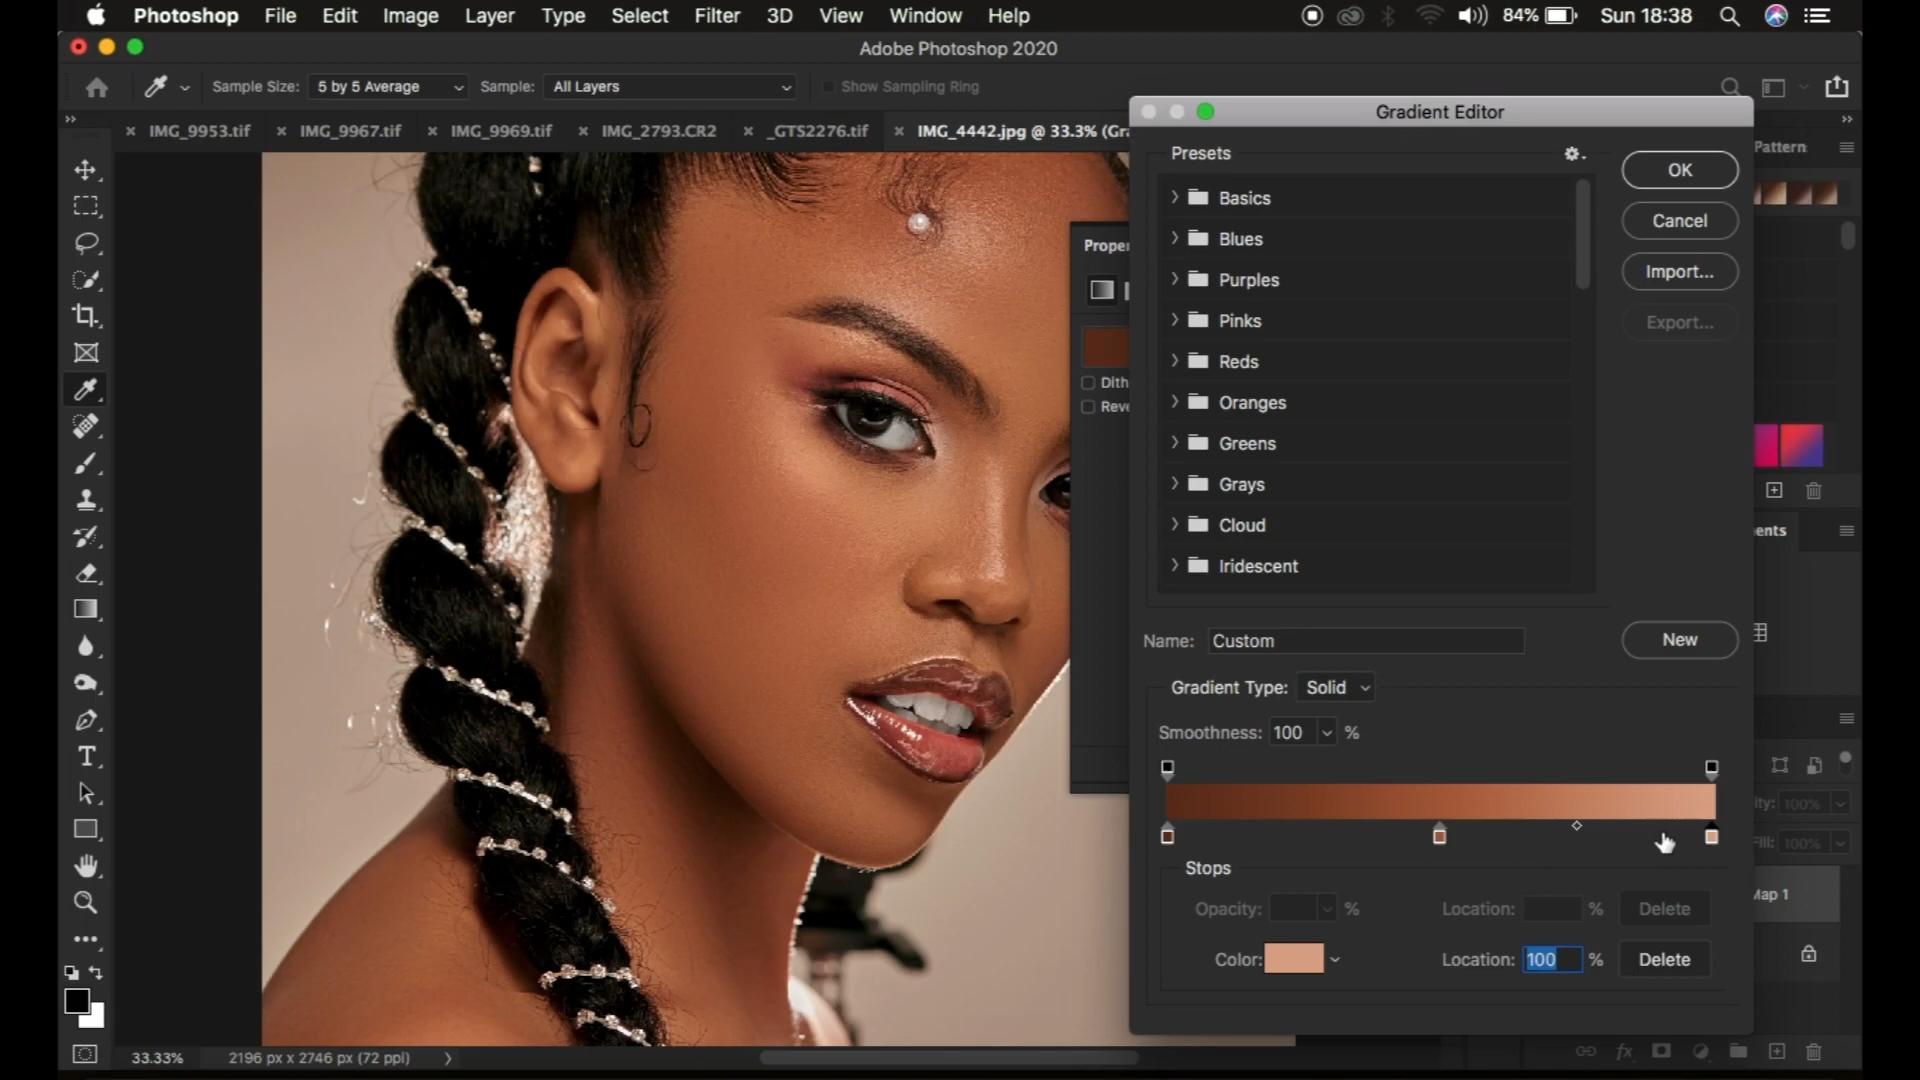 Photoshop File Edit Image Layer Type Select Filter 3D View Window Help 84% Sun 18:38
Adobe Photoshop 2020
Sample Size: 5 by 5 Average Sample: All Layers Show Sampling Ring
IMG_9953.tif IMG_9967.tif IMG_9969.tif IMG_2793.CR2 _GTS2276.tif IMG_4442.jpg @ 33.3% (Gra
Gradient Editor
Pattern
Presets
OK
Basics
Cancel
Blues
Proper
Import...
Purples
Pinks
Export...
Reds
Dith
Oranges
Reve
Greens
Grays
Cloud
ents
Iridescent
Name: Custom New
Gradient Type: Solid
Smoothness: 100 %
ity: 100%
Fill: 100%
Stops
Map 1
Opacity: % Location: % Delete
Color: Location: 100 % Delete
33.33% 2196 px x 2746 px (72 ppl)
fx